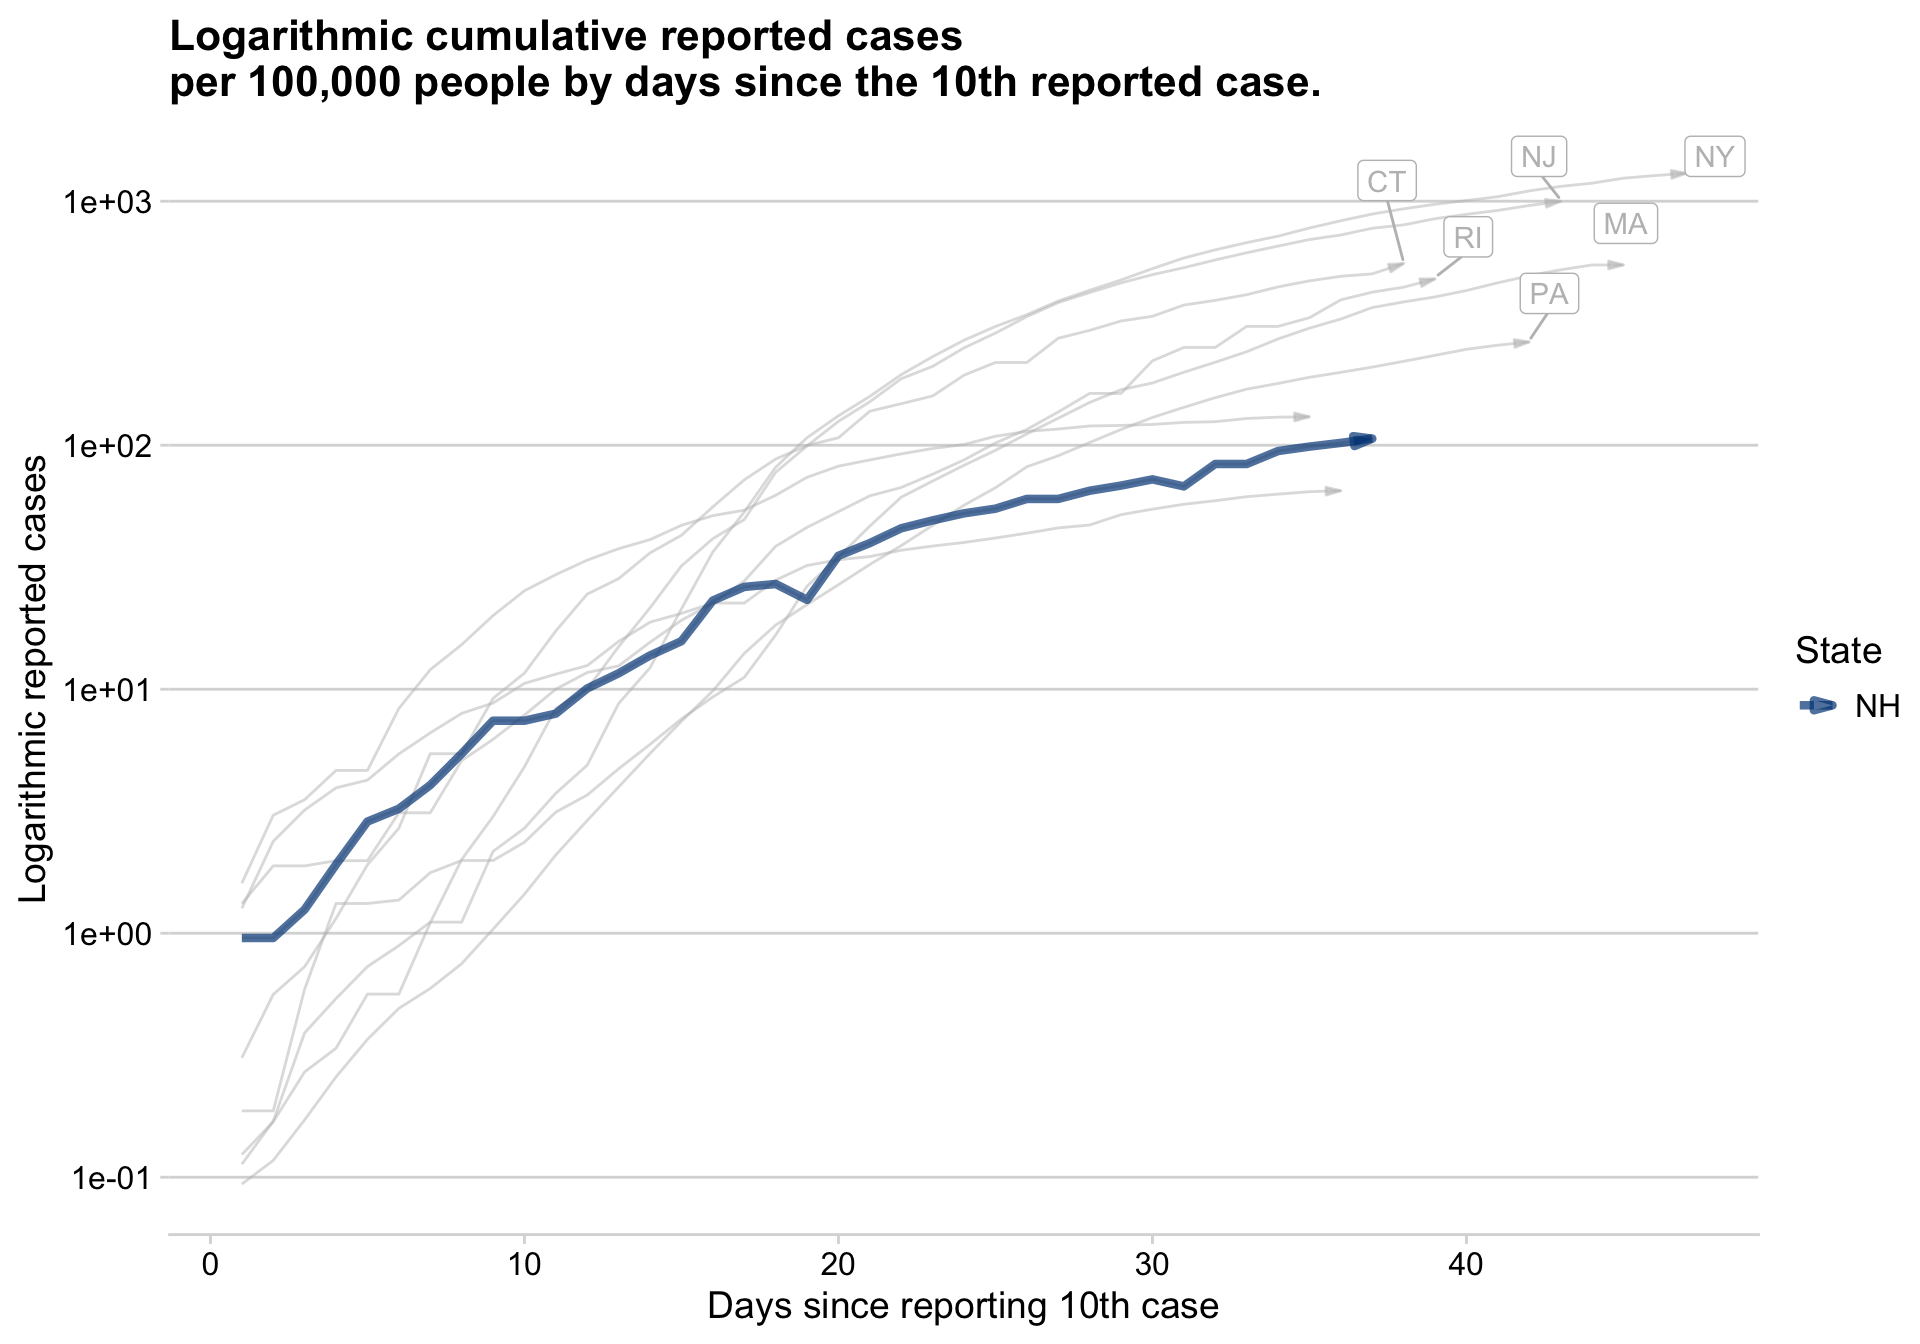 Logarithmic cumulative reported cases
per 100,000 people by days since the 10th reported case.
NJ
NY
CT
1e+03
MA
RI
PA
1e+02
Logarithmic reported cases
State
1e+01
NH
1e+00
1e-01
0
10
20
30
40
Days since reporting 10th case